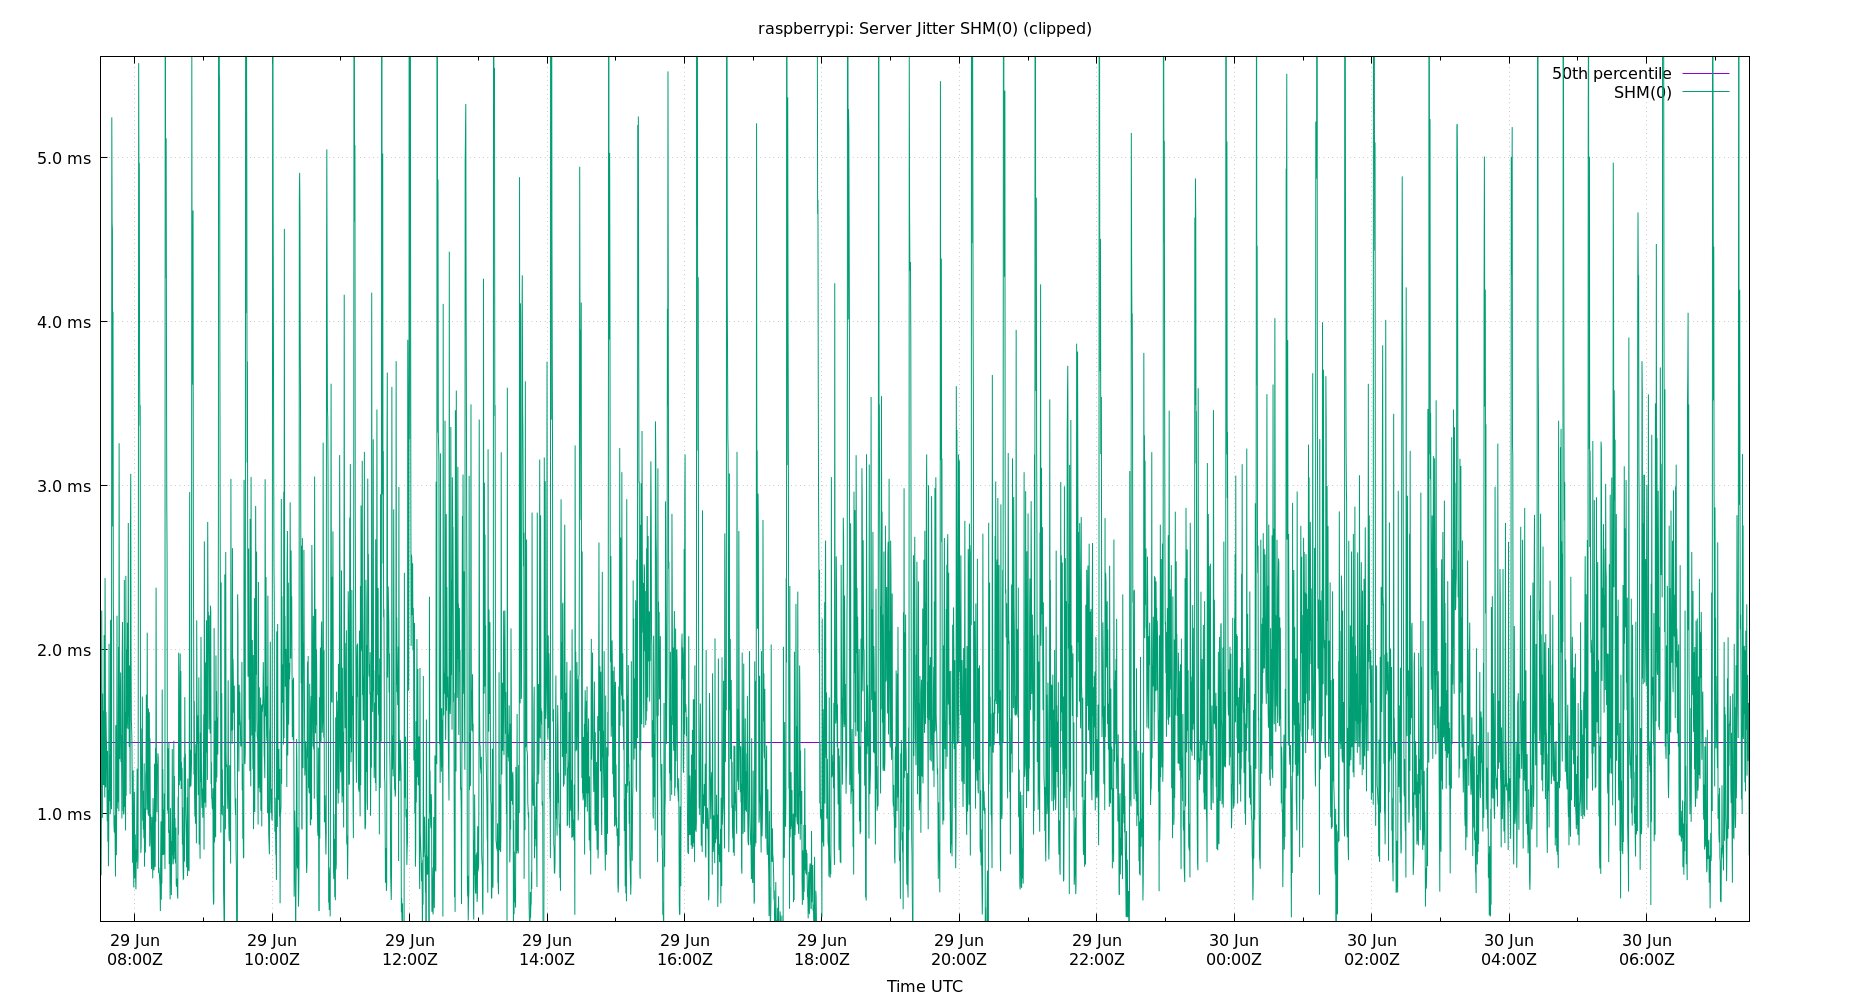 raspberrypi: Server Jitter SHM(0) (clipped)
50th percentile
SHM(0)
5.0 ms
4.0 ms
3.0 ms
2.0 ms
1.0 ms
29 Jun 29 Jun 29 Jun 29 Jun 29 Jun 29 Jun 29 Jun 29 Jun 30 Jun 30 Jun 30 Jun 30 Jun
08:00Z 10:00Z 12:00Z 14:00Z 16:00Z 18:00Z 20:00Z 22:00Z 00:00Z 02:00Z 04:00Z 06:00Z
Time UTC